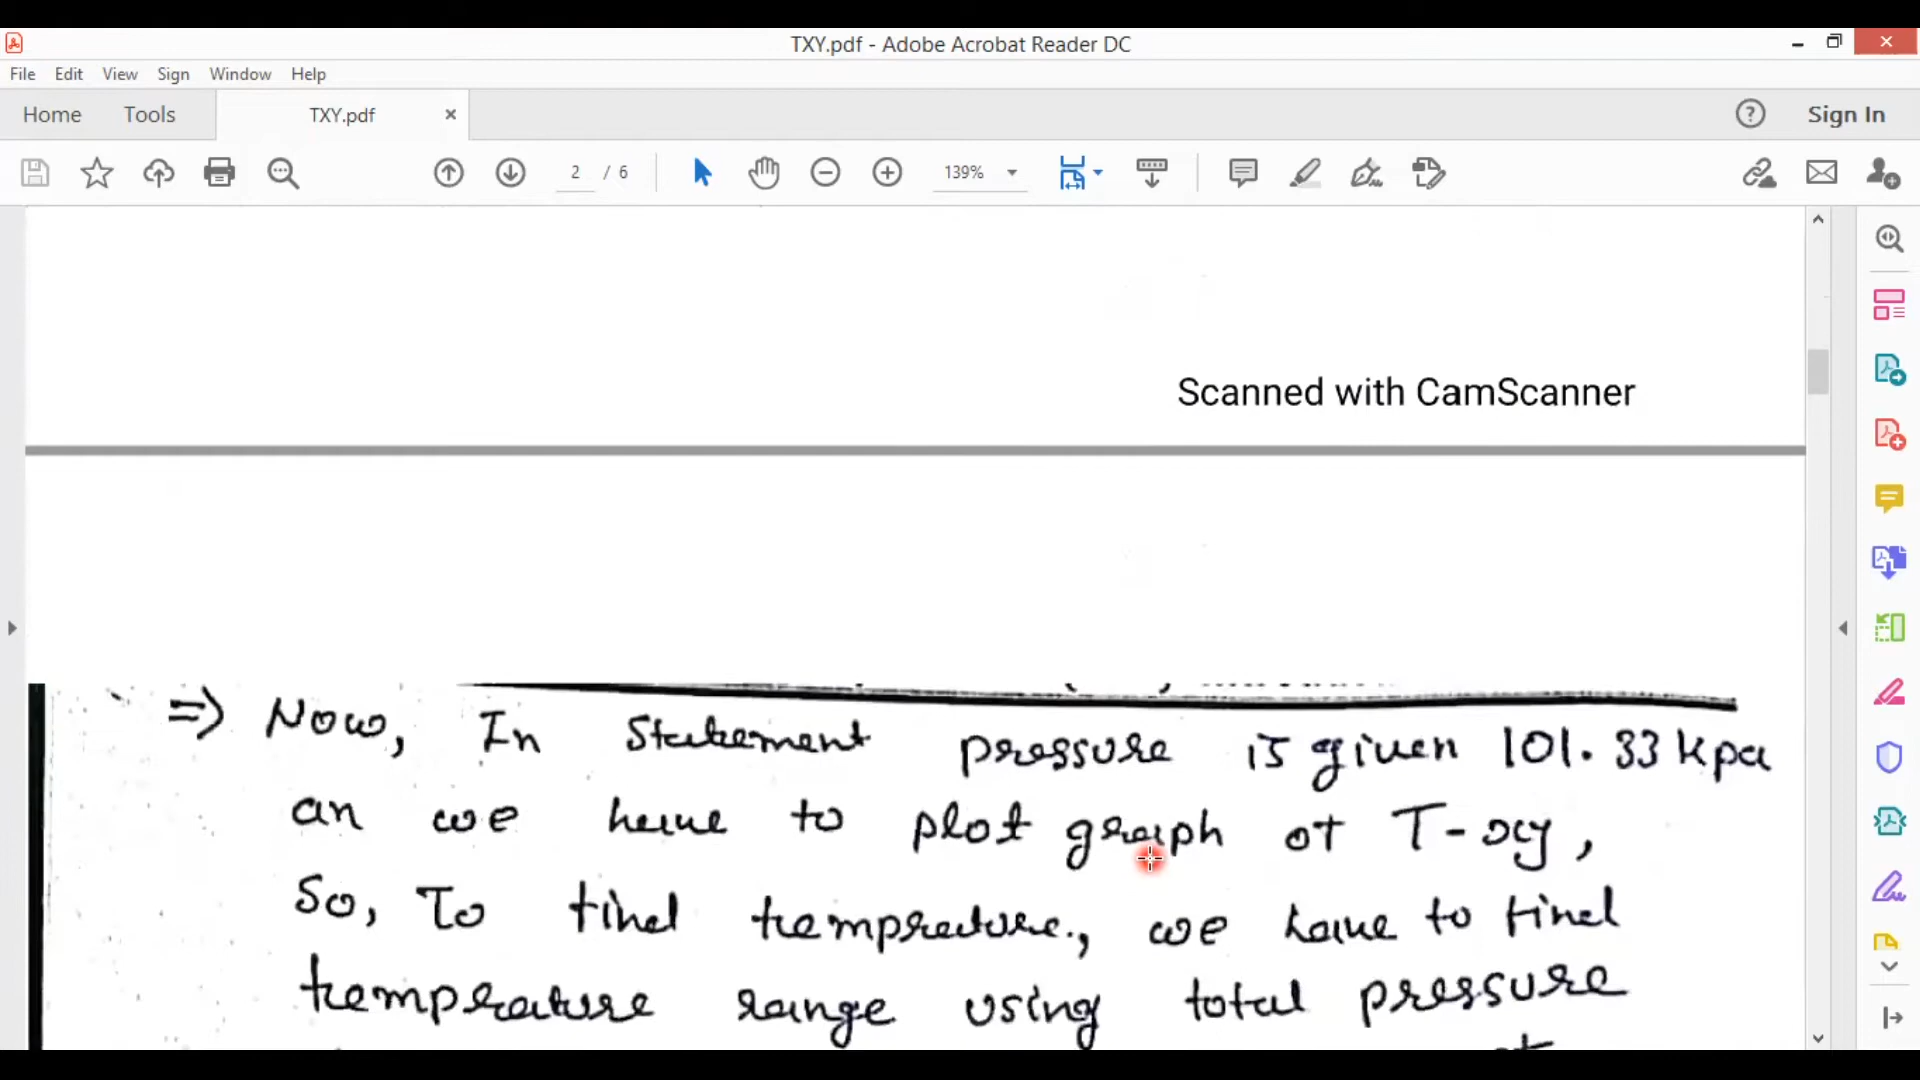 TXY.pdf - Adobe Acrobat Reader DC
File Edit View Sign Window Help
Home Tools TXY.pdf × ? Sign In
2 / 6 139%
Scanned with CamScanner
=> Now, In Statement pressure is given 101.33 kpa
an we have to plot graph of T-xy,
So, To find temprature, we have to find
temprature range using total pressure